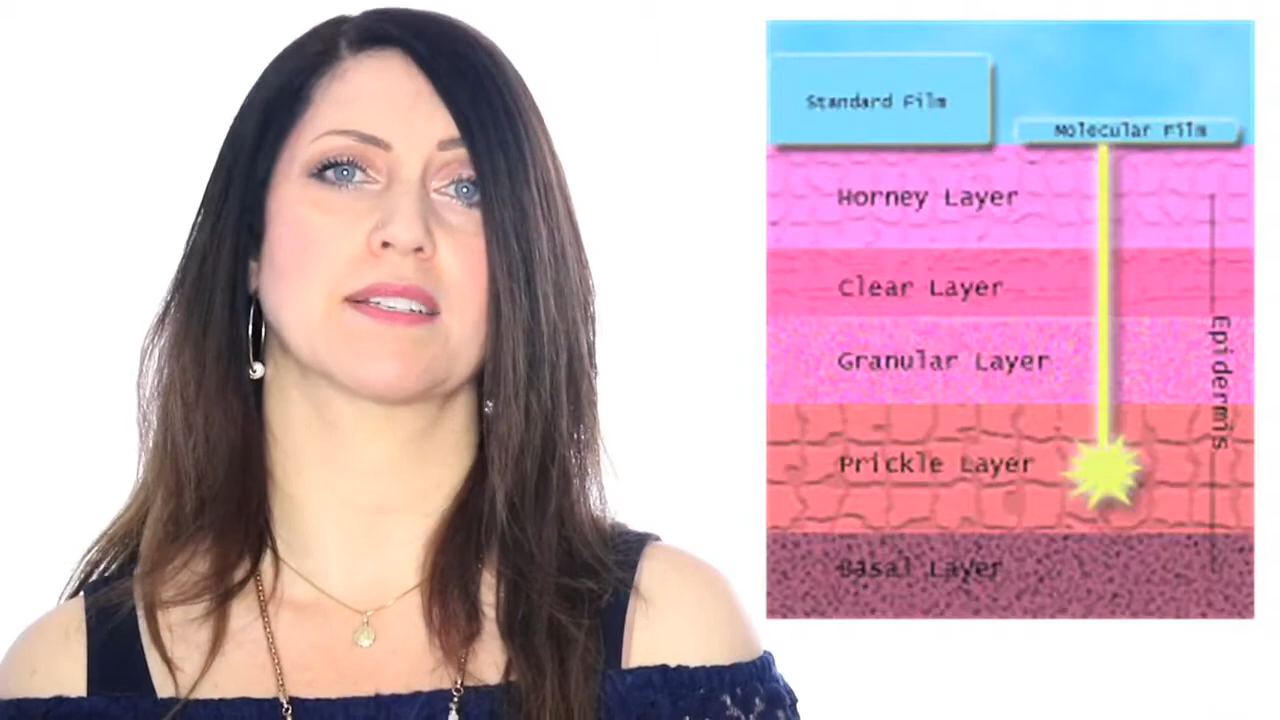 Standard Film
Molecular Film
Horney Layer
Clear Layer
Granular Layer
Epidermis
Prickle Layer
Basal Layer